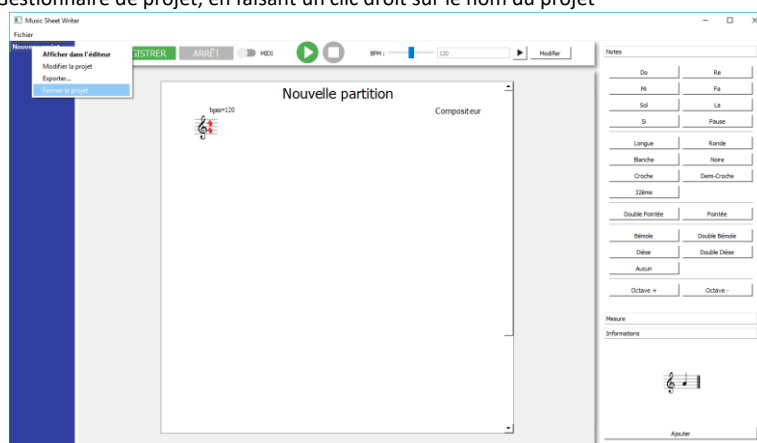 Gestionnaire de projet, en faisant un clic droit sur le nom du projet
Music Sheet Writer
Fichier
Afficher dans l'éditeur
Modifier la projet
Exporter...
Fermer le projet
ARRÊT
MIDI
BPM :
120
Modifier
Nouvelle partition
bpm=120
Compositeur
4
4
Notes
Do Re
Mi Fa
Sol La
Si Pause
Longue Ronde
Blanche Noire
Croche Demi-Croche
32ème
Double Pointée Pointée
Bémole Double Bémole
Dièse Double Dièse
Aucun
Octave + Octave -
Mesure
Informations
Ajouter